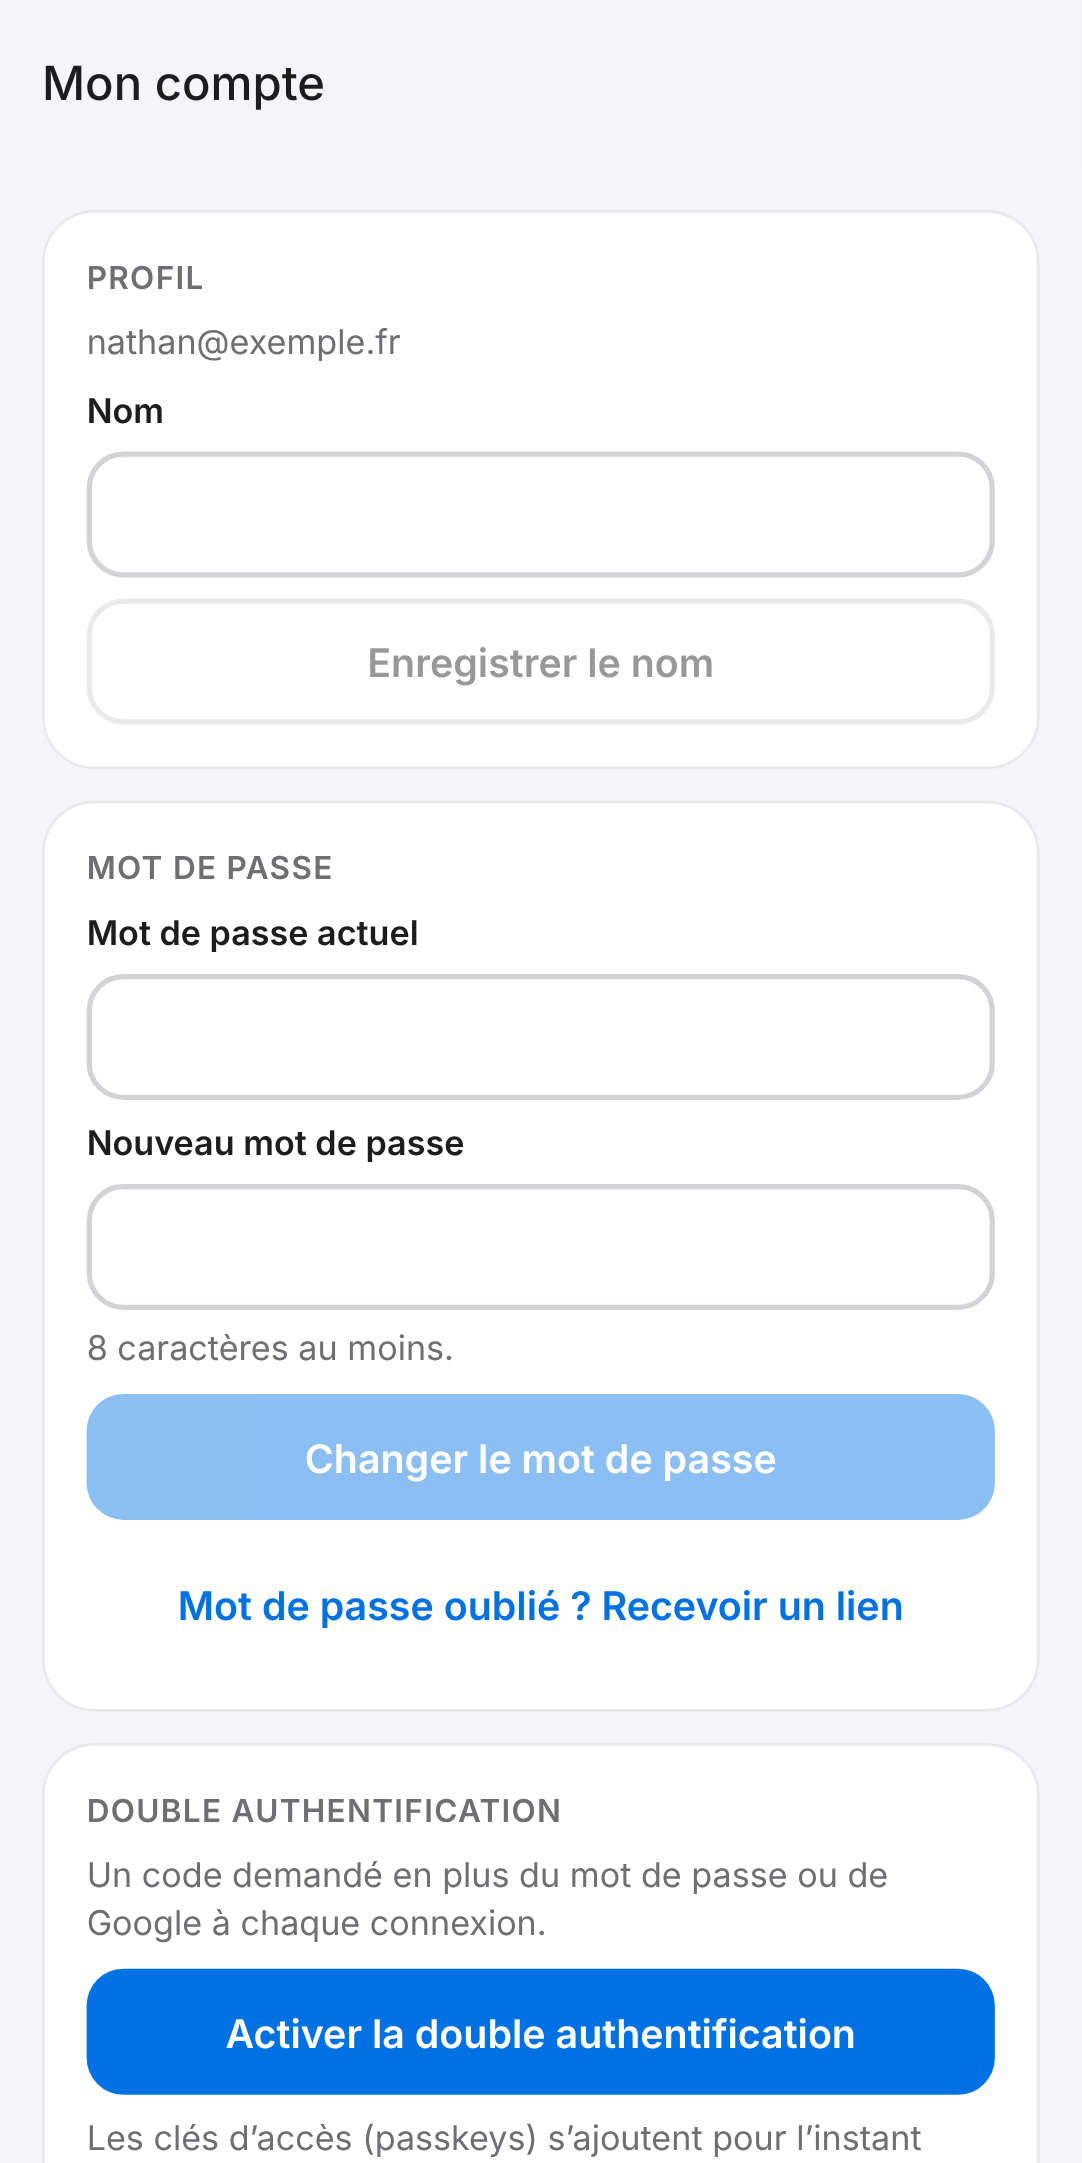 Mon compte
PROFIL
nathan@exemple.fr
Nom
Enregistrer le nom
MOT DE PASSE
Mot de passe actuel
Nouveau mot de passe
8 caractères au moins.
Changer le mot de passe
Mot de passe oublié ? Recevoir un lien
DOUBLE AUTHENTIFICATION
Un code demandé en plus du mot de passe ou de
Google à chaque connexion.
Activer la double authentification
Les clés d’accès (passkeys) s’ajoutent pour l’instant